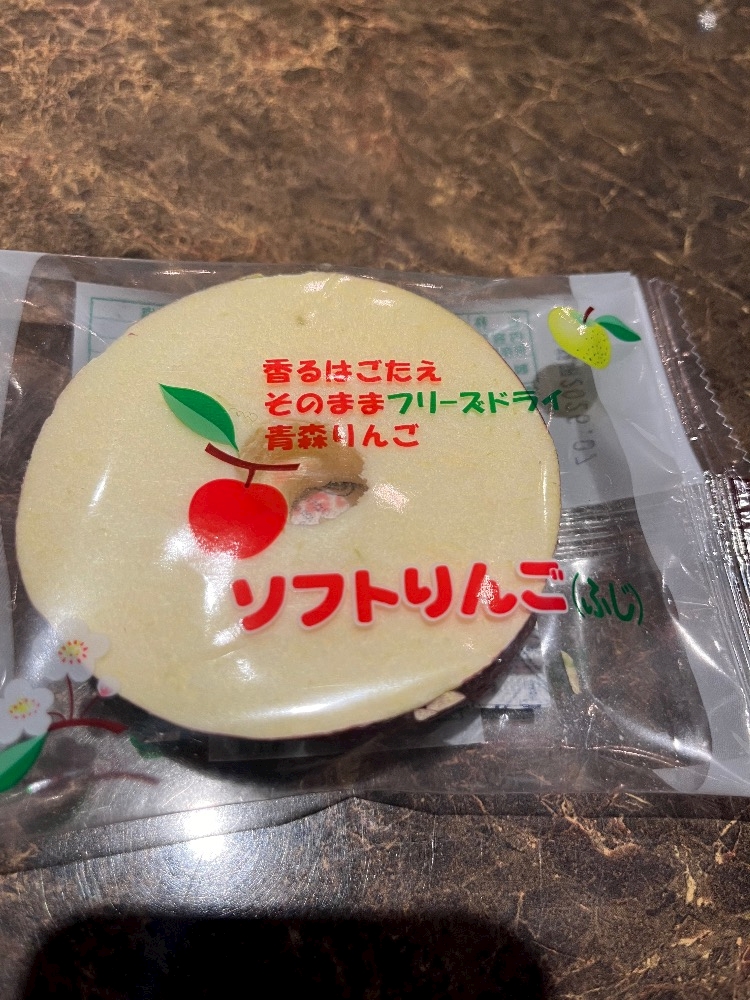 香るはごたえ
そのままフリーズドライ
青森りんご
ソフトりんご(ふじ)